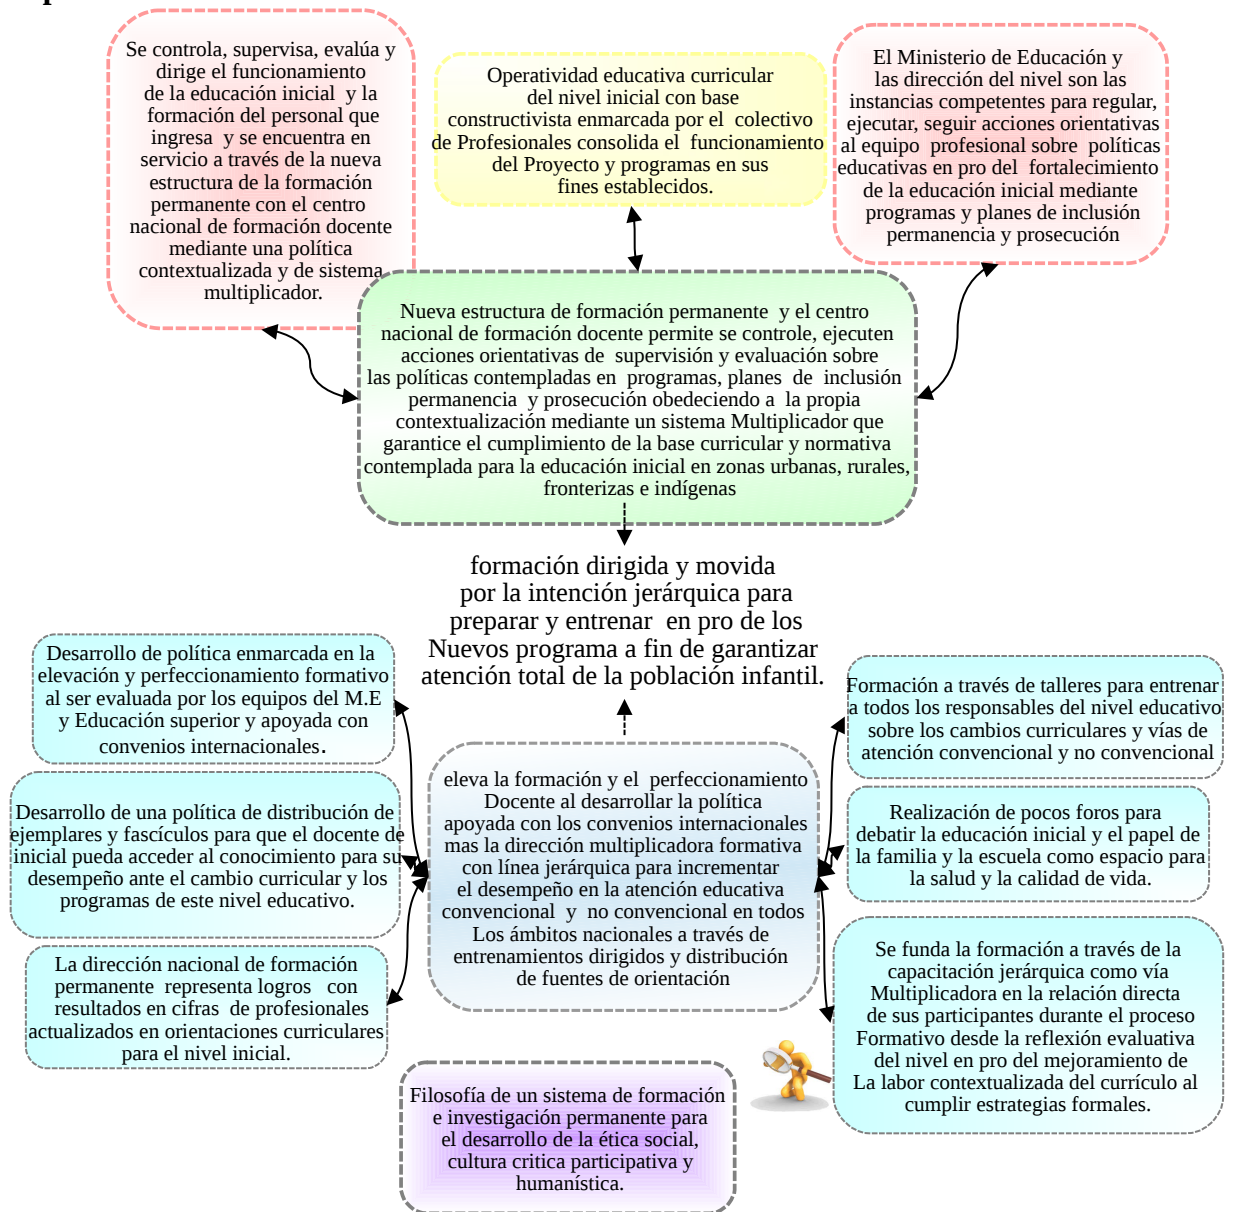 Se controla, supervisa, evalúa y
dirige el funcionamiento
de la educación inicial y la
formación del personal que
ingresa y se encuentra en
servicio a través de la nueva
estructura de la formación
permanente con el centro
nacional de formación docente
mediante una política
contextualizada y de sistema
multiplicador.
Operatividad educativa curricular
del nivel inicial con base
constructivista enmarcada por el colectivo
de Profesionales consolida el funcionamiento
del Proyecto y programas en sus
fines establecidos.
El Ministerio de Educación y
las dirección del nivel son las
instancias competentes para regular,
ejecutar, seguir acciones orientativas
al equipo profesional sobre políticas
educativas en pro del fortalecimiento
de la educación inicial mediante
programas y planes de inclusión
permanencia y prosecución
Nueva estructura de formación permanente y el centro
nacional de formación docente permite se controle, ejecuten
acciones orientativas de supervisión y evaluación sobre
las políticas contempladas en programas, planes de inclusión
permanencia y prosecución obedeciendo a la propia
contextualización mediante un sistema Multiplicador que
garantice el cumplimiento de la base curricular y normativa
contemplada para la educación inicial en zonas urbanas, rurales,
fronterizas e indígenas
formación dirigida y movida
por la intención jerárquica para
preparar y entrenar en pro de los
Nuevos programa a fin de garantizar
atención total de la población infantil.
Desarrollo de política enmarcada en la
elevación y perfeccionamiento formativo
al ser evaluada por los equipos del M.E
y Educación superior y apoyada con
convenios internacionales.
Desarrollo de una política de distribución de
ejemplares y fascículos para que el docente de
inicial pueda acceder al conocimiento para su
desempeño ante el cambio curricular y los
programas de este nivel educativo.
La dirección nacional de formación
permanente representa logros con
resultados en cifras de profesionales
actualizados en orientaciones curriculares
para el nivel inicial.
eleva la formación y el perfeccionamiento
Docente al desarrollar la política
apoyada con los convenios internacionales
mas la dirección multiplicadora formativa
con línea jerárquica para incrementar
el desempeño en la atención educativa
convencional y no convencional en todos
Los ámbitos nacionales a través de
entrenamientos dirigidos y distribución
de fuentes de orientación
Formación a través de talleres para entrenar
a todos los responsables del nivel educativo
sobre los cambios curriculares y vías de
atención convencional y no convencional
Realización de pocos foros para
debatir la educación inicial y el papel de
la familia y la escuela como espacio para
la salud y la calidad de vida.
Se funda la formación a través de la
capacitación jerárquica como vía
Multiplicadora en la relación directa
de sus participantes durante el proceso
Formativo desde la reflexión evaluativa
del nivel en pro del mejoramiento de
La labor contextualizada del currículo al
cumplir estrategias formales.
Filosofía de un sistema de formación
e investigación permanente para
el desarrollo de la ética social,
cultura critica participativa y
humanística.